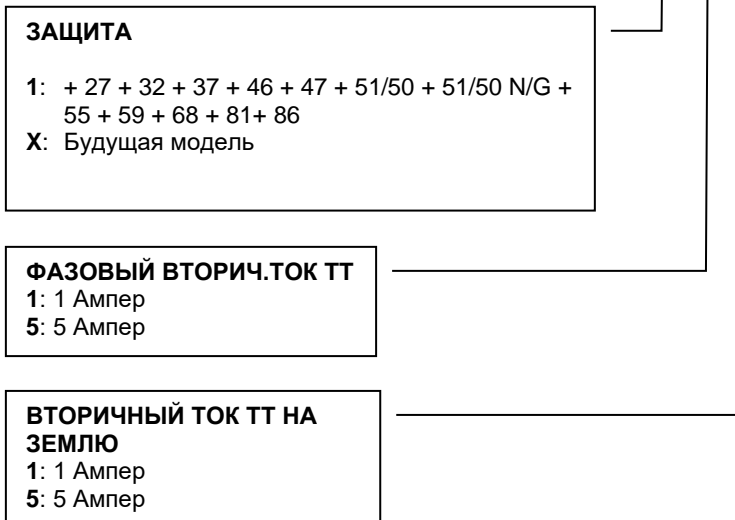 ЗАЩИТА
1: + 27 + 32 + 37 + 46 + 47 + 51/50 + 51/50 N/G +
55 + 59 + 68 + 81+ 86
X: Будущая модель
ФАЗОВЫЙ ВТОРИЧ.ТОК ТТ
1: 1 Ампер
5: 5 Ампер
ВТОРИЧНЫЙ ТОК ТТ НА
ЗЕМЛЮ
1: 1 Ампер
5: 5 Ампер